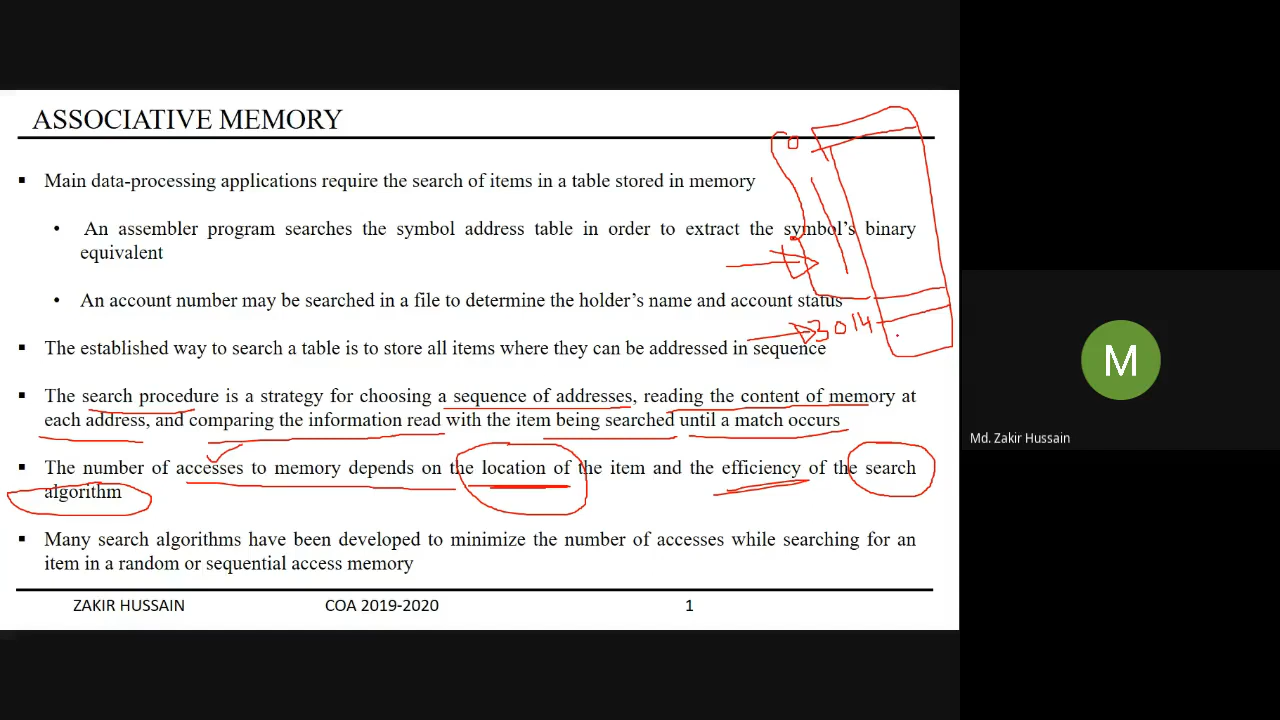 ASSOCIATIVE MEMORY
▪ Main data-processing applications require the search of items in a table stored in memory
• An assembler program searches the symbol address table in order to extract the symbol's binary
equivalent
• An account number may be searched in a file to determine the holder's name and account status
▪ The established way to search a table is to store all items where they can be addressed in sequence
▪ The search procedure is a strategy for choosing a sequence of addresses, reading the content of memory at
each address, and comparing the information read with the item being searched until a match occurs
▪ The number of accesses to memory depends on the location of the item and the efficiency of the search
algorithm
▪ Many search algorithms have been developed to minimize the number of accesses while searching for an
item in a random or sequential access memory
ZAKIR HUSSAIN COA 2019-2020 1
0
3014
M
Md. Zakir Hussain